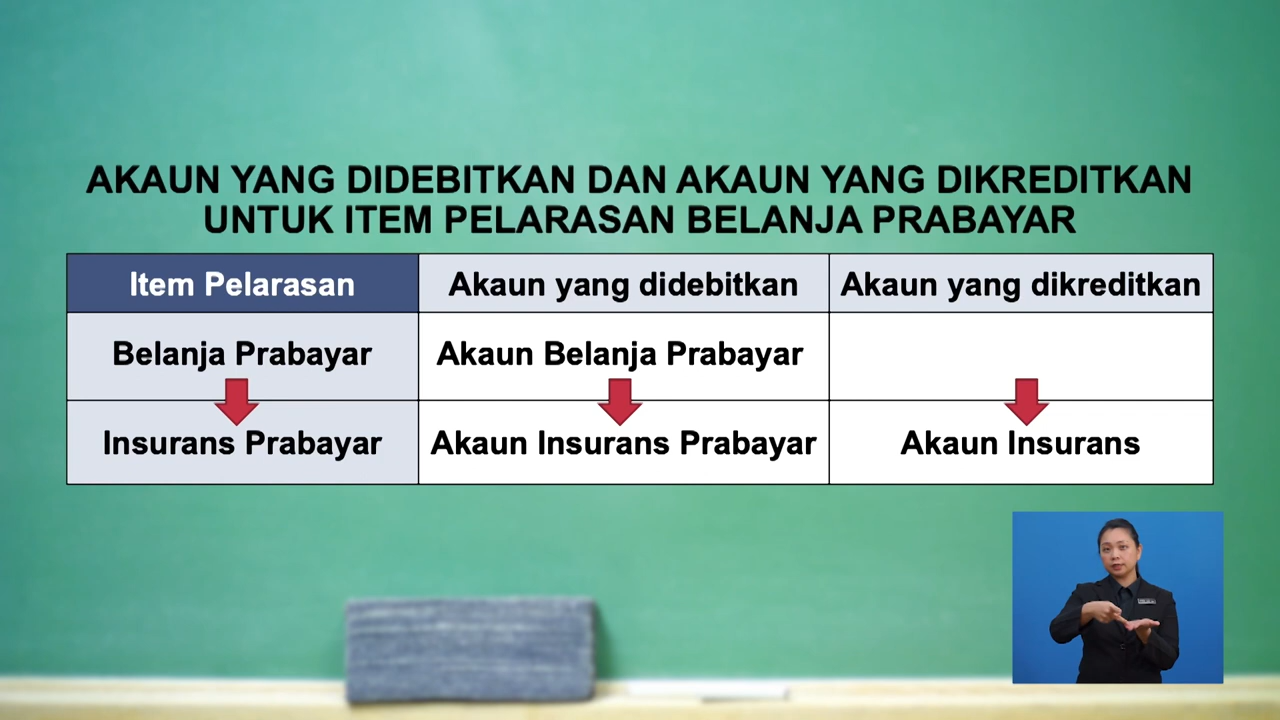 AKAUN YANG DIDEBITKAN DAN AKAUN YANG DIKREDITKAN
UNTUK ITEM PELARASAN BELANJA PRABAYAR
Item Pelarasan
Akaun yang didebitkan
Akaun yang dikreditkan
Belanja Prabayar
Akaun Belanja Prabayar
Insurans Prabayar
Akaun Insurans Prabayar
Akaun Insurans